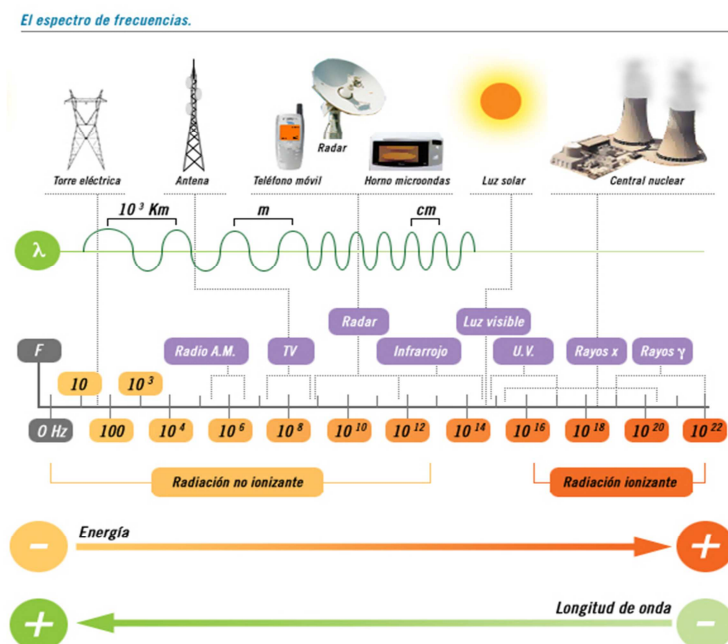 El espectro de frecuencias.
Radar
Torre eléctrica
Antena
Teléfono móvil
Horno microondas
Luz solar
Central nuclear
10³ Km
m
cm
λ
Radar
Luz visible
F
Radio A.M.
TV
Infrarrojo
U.V.
Rayos x
Rayos γ
10
10³
0 Hz
100
10⁴
10⁶
10⁸
10¹⁰
10¹²
10¹⁴
10¹⁶
10¹⁸
10²⁰
10²²
Radiación no ionizante
Radiación ionizante
Energía
-
+
Longitud de onda
+
-